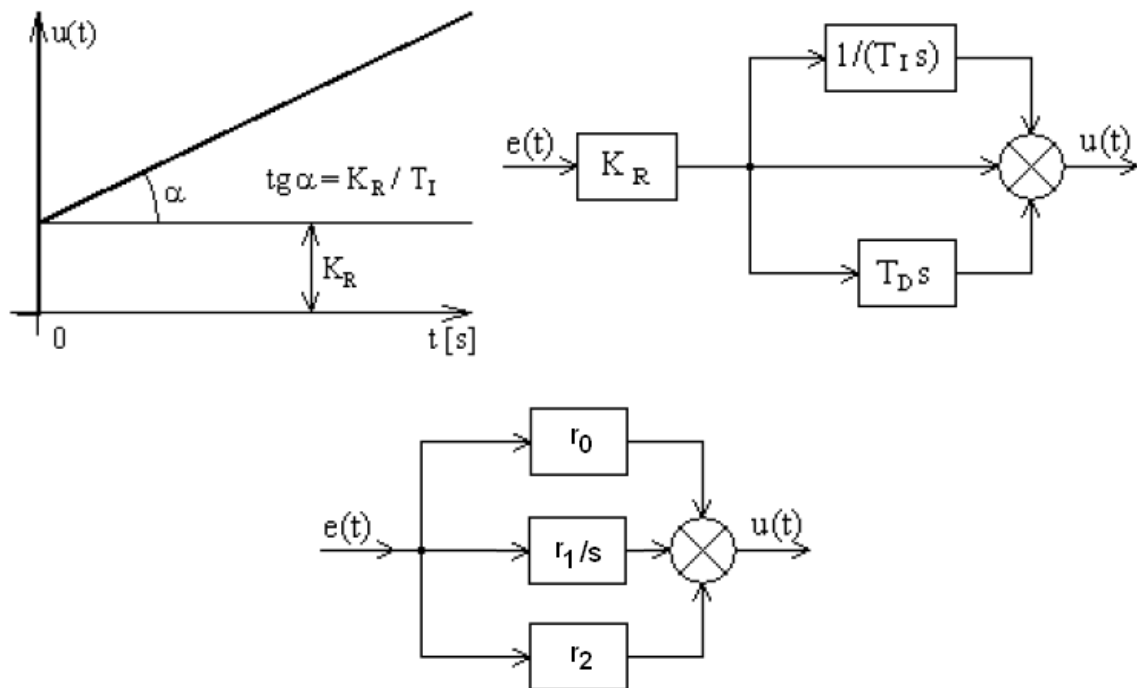 u(t)
tg α = K_R / T_I
α
K_R
0
t [s]
1/(T_I s)
e(t)
K_R
u(t)
T_D s
r_0
e(t)
r_1/s
u(t)
r_2